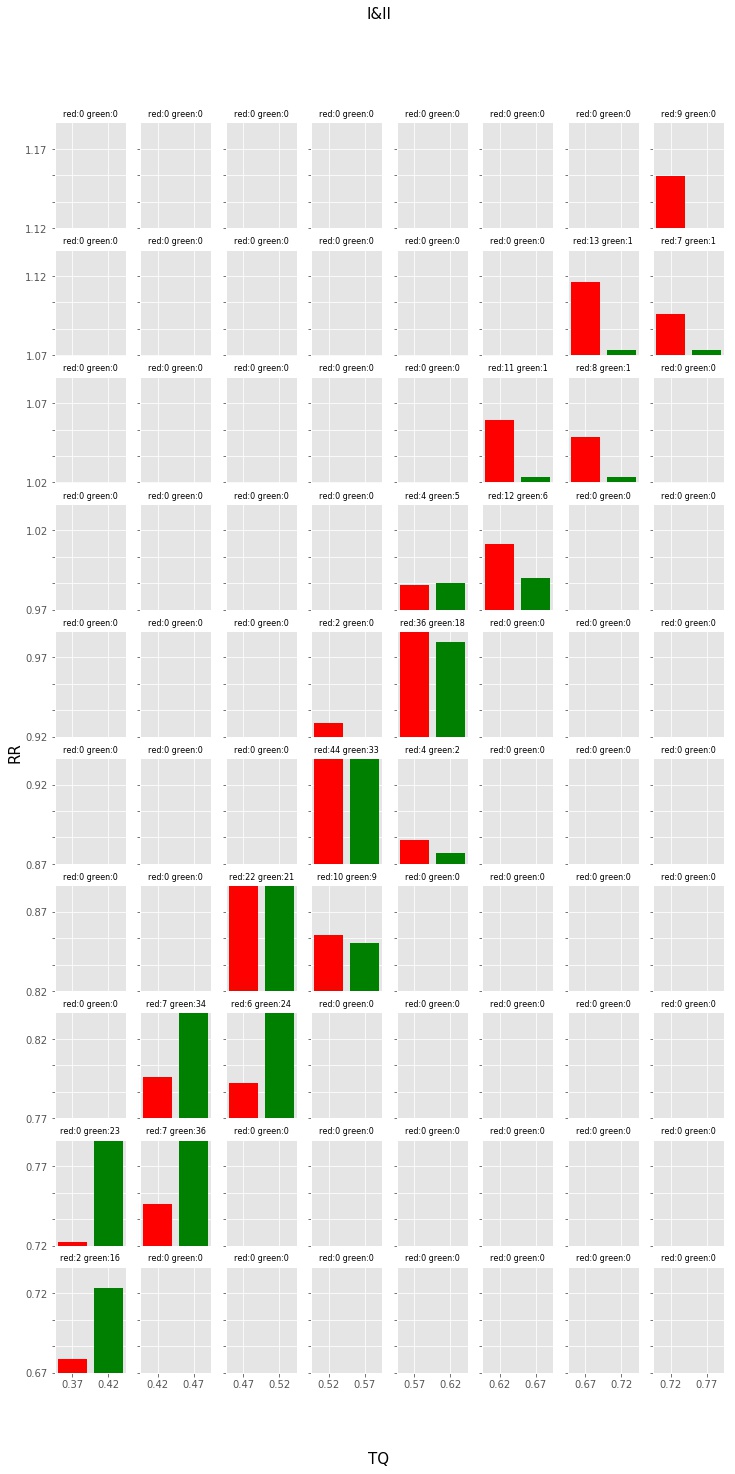 I&II
red:0 green:0 red:0 green:0 red:0 green:0 red:0 green:0 red:0 green:0 red:0 green:0 red:0 green:0 red:9 green:0
1.17
1.12
red:0 green:0 red:0 green:0 red:0 green:0 red:0 green:0 red:0 green:0 red:0 green:0 red:13 green:1 red:7 green:1
1.12
1.07
red:0 green:0 red:0 green:0 red:0 green:0 red:0 green:0 red:0 green:0 red:11 green:1 red:8 green:1 red:0 green:0
1.07
1.02
red:0 green:0 red:0 green:0 red:0 green:0 red:0 green:0 red:4 green:5 red:12 green:6 red:0 green:0 red:0 green:0
1.02
0.97
red:0 green:0 red:0 green:0 red:0 green:0 red:2 green:0 red:36 green:18 red:0 green:0 red:0 green:0 red:0 green:0
0.97
0.92
RR
red:0 green:0 red:0 green:0 red:0 green:0 red:44 green:33 red:4 green:2 red:0 green:0 red:0 green:0 red:0 green:0
0.92
0.87
red:0 green:0 red:0 green:0 red:22 green:21 red:10 green:9 red:0 green:0 red:0 green:0 red:0 green:0 red:0 green:0
0.87
0.82
red:0 green:0 red:7 green:34 red:6 green:24 red:0 green:0 red:0 green:0 red:0 green:0 red:0 green:0 red:0 green:0
0.82
0.77
red:0 green:23 red:7 green:36 red:0 green:0 red:0 green:0 red:0 green:0 red:0 green:0 red:0 green:0 red:0 green:0
0.77
0.72
red:2 green:16 red:0 green:0 red:0 green:0 red:0 green:0 red:0 green:0 red:0 green:0 red:0 green:0 red:0 green:0
0.72
0.67
0.37 0.42 0.42 0.47 0.47 0.52 0.52 0.57 0.57 0.62 0.62 0.67 0.67 0.72 0.72 0.77
TQ